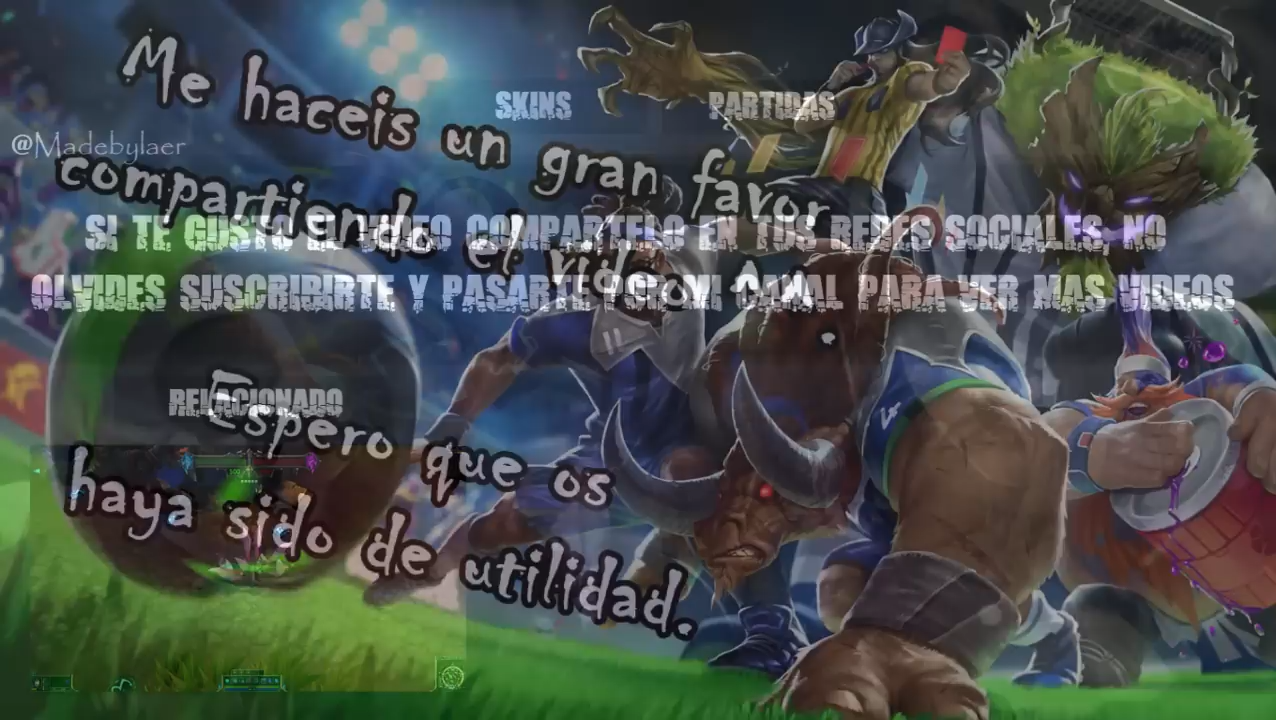 Me haceis un gran favor
compartiendo el video ^^
SKINS PARTIDAS
@Madebylaer
SI TE GUSTO EL VIDEO COMPARTELO EN TUS REDES SOCIALES, NO
OLVIDES SUSCRIBIRTE Y PASARTE POR MI CANAL PARA VER MAS VIDEOS
RELACIONADO
Espero que os
haya sido de utilidad.